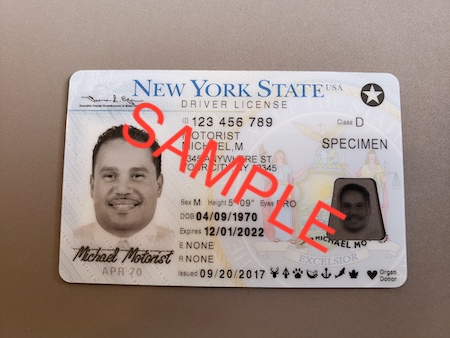 NEW YORK STATE USA
DRIVER LICENSE
ID 123 456 789 Class D
MOTORIST SPECIMEN
MICHAEL,M
2345 ANYWHERE ST
YOUR CITY NY 12345
SAMPLE
Sex M Height 5'-09" Eyes BRO
DOB 04/09/1970
Expires 12/01/2022
E NONE
R NONE
Issued 09/20/2017
Michael Motorist
APR 70
MICHAEL MO
EXCELSIOR
Organ
Donor